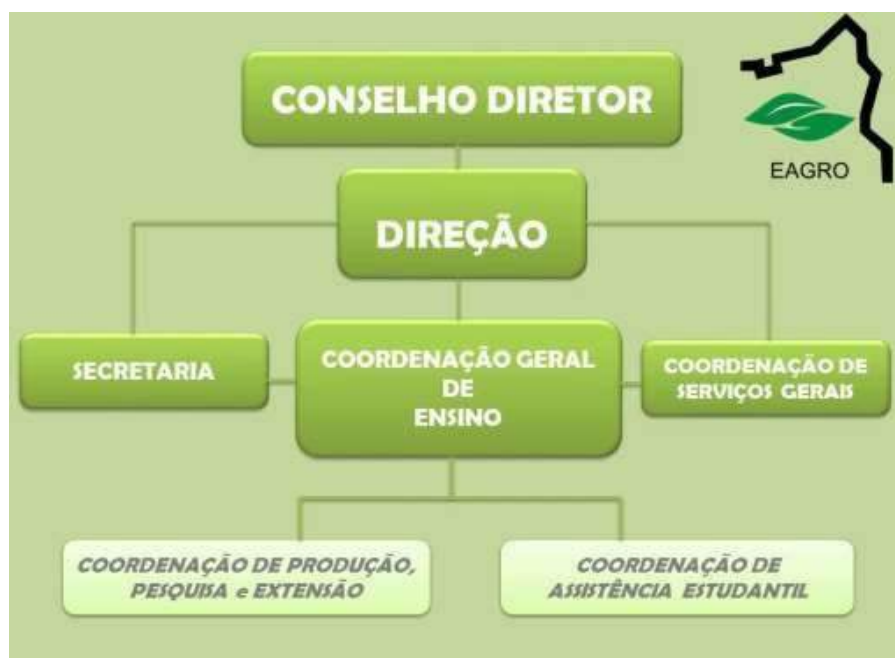 CONSELHO DIRETOR
EAGRO
DIREÇÃO
SECRETARIA
COORDENAÇÃO GERAL
DE
ENSINO
COORDENAÇÃO DE
SERVIÇOS GERAIS
COORDENAÇÃO DE PRODUÇÃO,
PESQUISA e EXTENSÃO
COORDENAÇÃO DE
ASSISTÊNCIA ESTUDANTIL